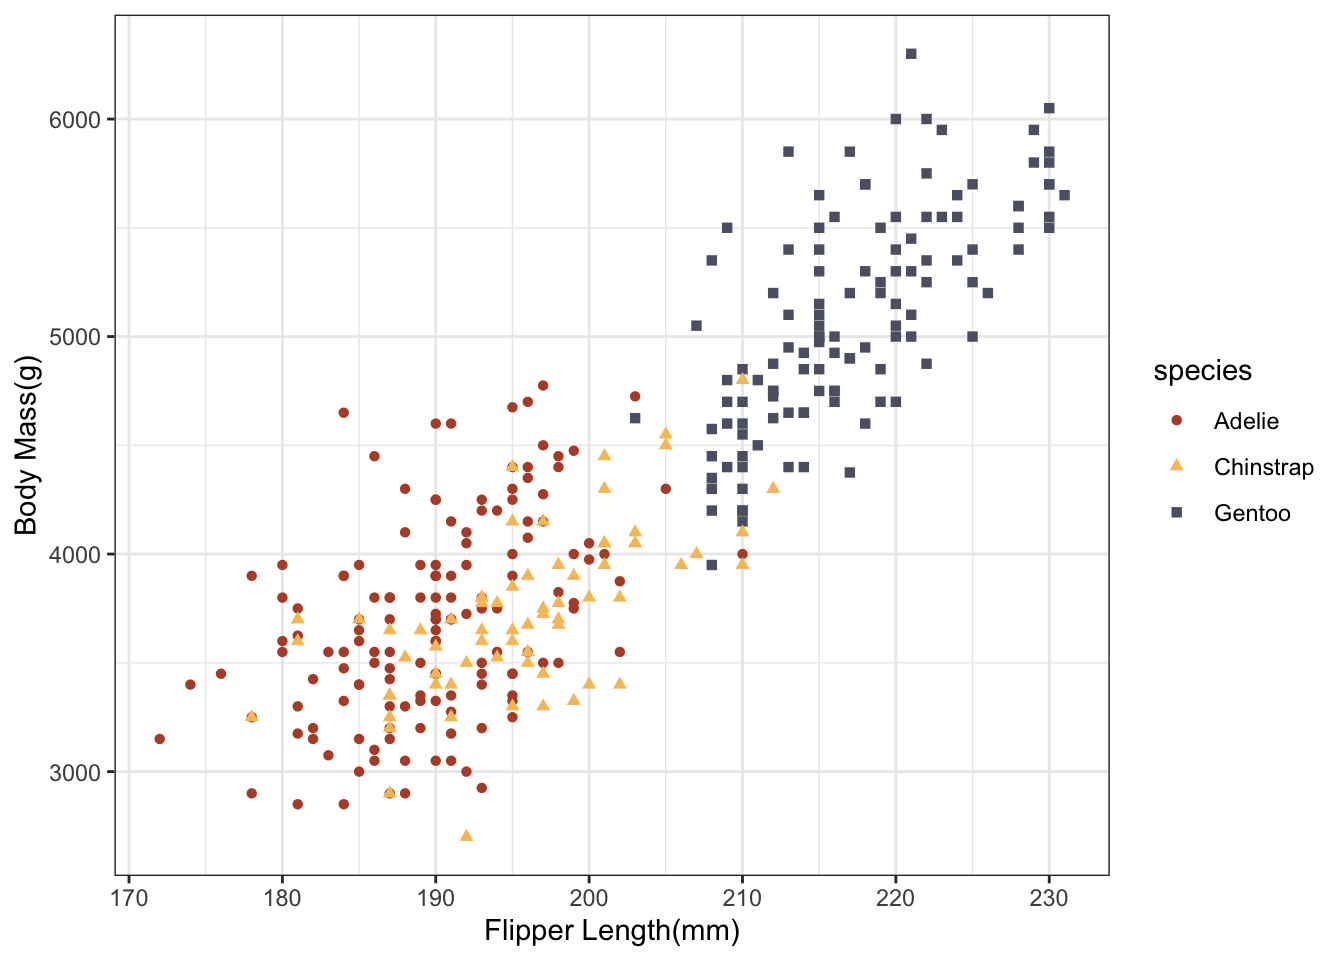 6000
5000
4000
3000
Body Mass(g)
170 180 190 200 210 220 230
Flipper Length(mm)
species
Adelie
Chinstrap
Gentoo